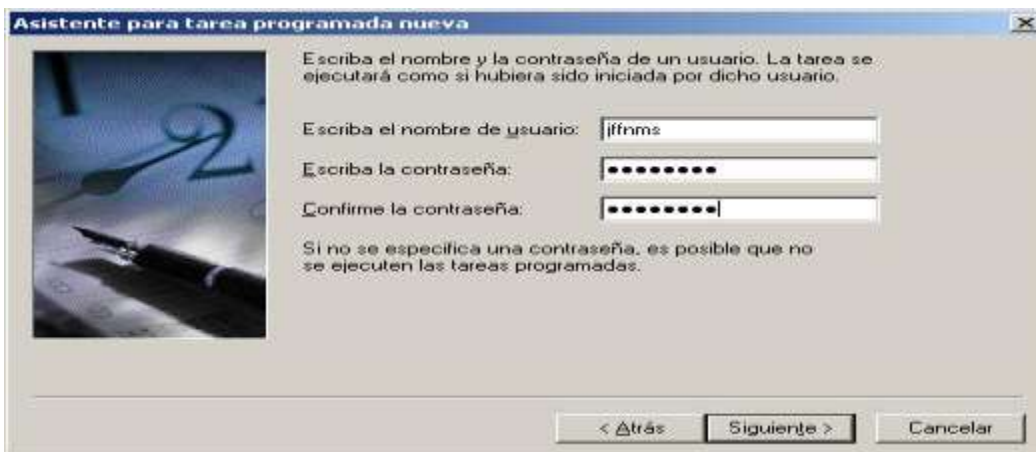 Asistente para tarea programada nueva
Escriba el nombre y la contraseña de un usuario. La tarea se
ejecutará como si hubiera sido iniciada por dicho usuario.
Escriba el nombre de usuario: jffnms
Escriba la contraseña: ●●●●●●●●
Confirme la contraseña: ●●●●●●●●
Si no se especifica una contraseña, es posible que no
se ejecuten las tareas programadas.
< Atrás Siguiente > Cancelar